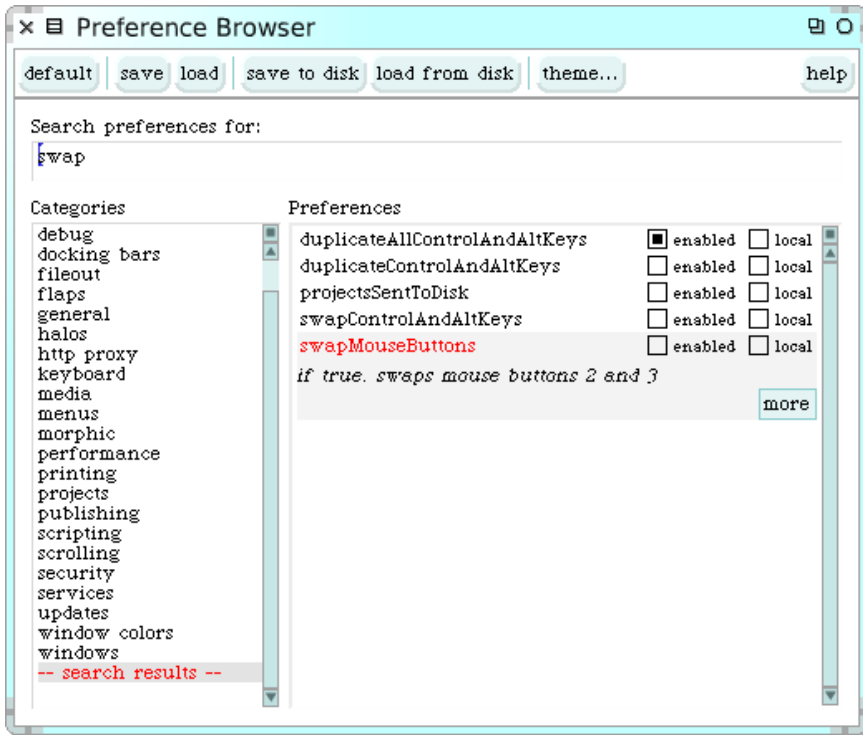 Preference Browser
default save load save to disk load from disk theme... help
Search preferences for:
swap
Categories
debug
docking bars
fileout
flaps
general
halos
http proxy
keyboard
media
menus
morphic
performance
printing
projects
publishing
scripting
scrolling
security
services
updates
window colors
windows
-- search results --
Preferences
duplicateAllControlAndAltKeys enabled local
duplicateControlAndAltKeys enabled local
projectsSentToDisk enabled local
swapControlAndAltKeys enabled local
swapMouseButtons enabled local
if true, swaps mouse buttons 2 and 3
more